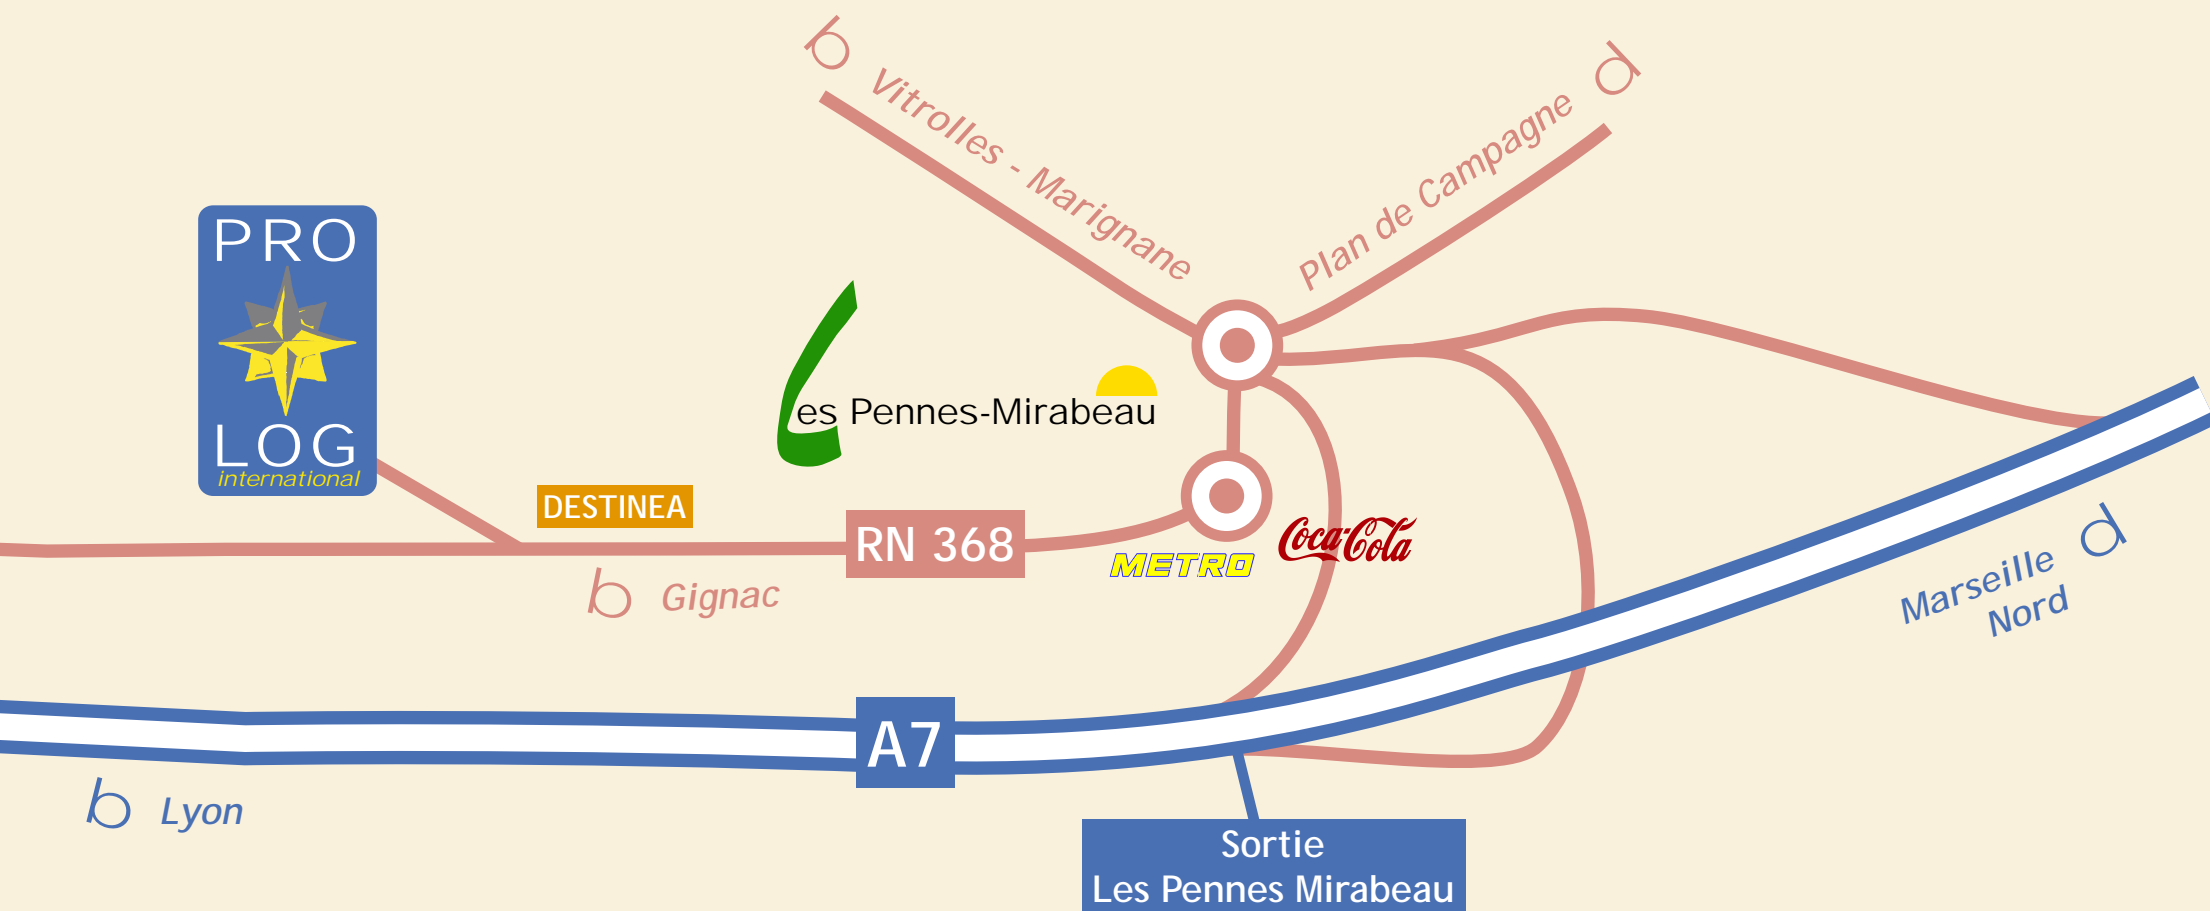 b Vitrolles - Marignane
Plan de Campagne d
PRO
LOG
international
Les Pennes-Mirabeau
DESTINEA
RN 368
METRO
Coca-Cola
b Gignac
Marseille d
Nord
A7
b Lyon
Sortie
Les Pennes Mirabeau